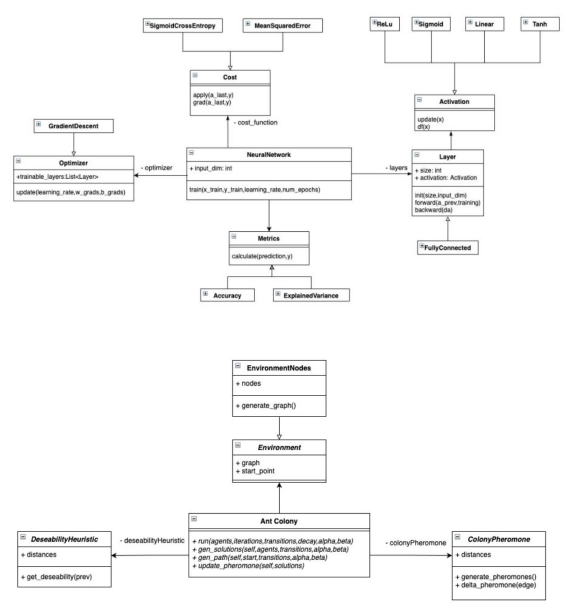 SigmoidCrossEntropy
MeanSquaredError
ReLu
Sigmoid
Linear
Tanh
Cost
apply(a_last,y)
grad(a_last,y)
- cost_function
Activation
update(x)
df(x)
GradientDescent
Optimizer
+trainable_layers:List<Layer>
update(learning_rate,w_grads,b_grads)
- optimizer
NeuralNetwork
+ input_dim: int
train(x_train,y_train,learning_rate,num_epochs)
- layers
Layer
+ size: int
+ activation: Activation
init(size,input_dim)
forward(a_prev,training)
backward(da)
FullyConnected
Metrics
calculate(prediction,y)
Accuracy
ExplainedVariance
EnvironmentNodes
+ nodes
+ generate_graph()
Environment
+ graph
+ start_point
DeseabilityHeuristic
+ distances
+ get_deseability(prev)
- deseabilityHeuristic
Ant Colony
+ run(agents,iterations,transitions,decay,alpha,beta)
+ gen_solutions(self,agents,transitions,alpha,beta)
+ gen_path(self,start,transitions,alpha,beta)
+ update_pheromone(self,solutions)
- colonyPheromone
ColonyPheromone
+ distances
+ generate_pheromones()
+ delta_pheromone(edge)